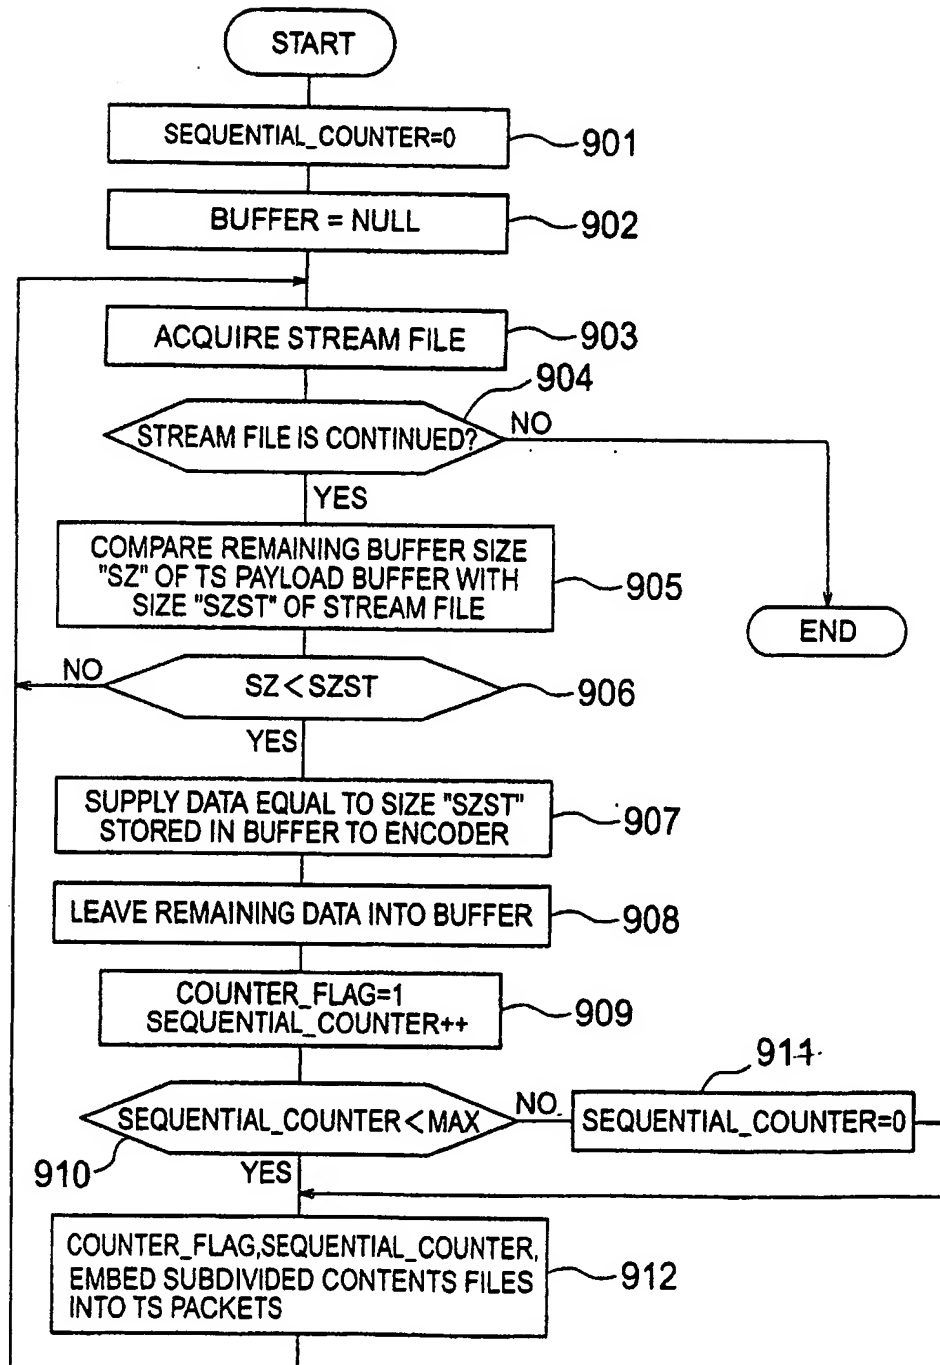 START
SEQUENTIAL_COUNTER=0
901
BUFFER = NULL
902
ACQUIRE STREAM FILE
903
904
STREAM FILE IS CONTINUED?
NO
YES
COMPARE REMAINING BUFFER SIZE
"SZ" OF TS PAYLOAD BUFFER WITH
SIZE "SZST" OF STREAM FILE
905
END
NO
SZ<SZST
906
YES
SUPPLY DATA EQUAL TO SIZE "SZST"
STORED IN BUFFER TO ENCODER
907
LEAVE REMAINING DATA INTO BUFFER
908
COUNTER_FLAG=1
SEQUENTIAL_COUNTER++
909
911
SEQUENTIAL_COUNTER<MAX
NO
SEQUENTIAL_COUNTER=0
910
YES
COUNTER_FLAG,SEQUENTIAL_COUNTER,
EMBED SUBDIVIDED CONTENTS FILES
INTO TS PACKETS
912